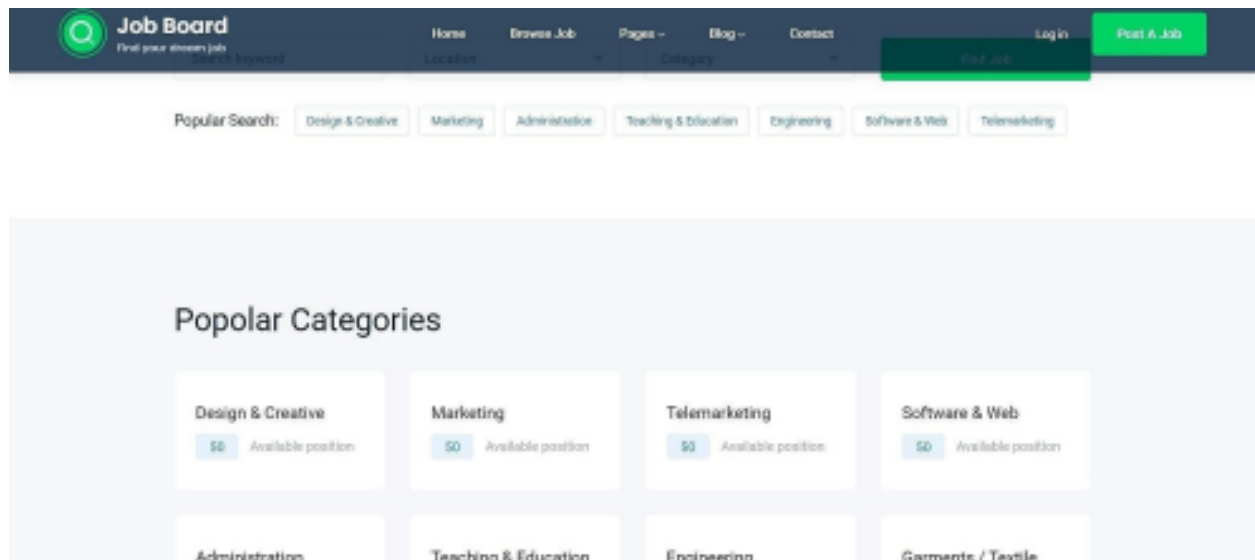 Job Board
Find your dream job
Home Browse Job Pages Blog Contact Log in Post A Job
Search keyword Location Category Find Job
Popular Search: Design & Creative Marketing Administration Teaching & Education Engineering Software & Web Telemarketing
Popolar Categories
Design & Creative Marketing Telemarketing Software & Web
50 Available position 50 Available position 50 Available position 50 Available position
Administration Teaching & Education Engineering Garments / Textile